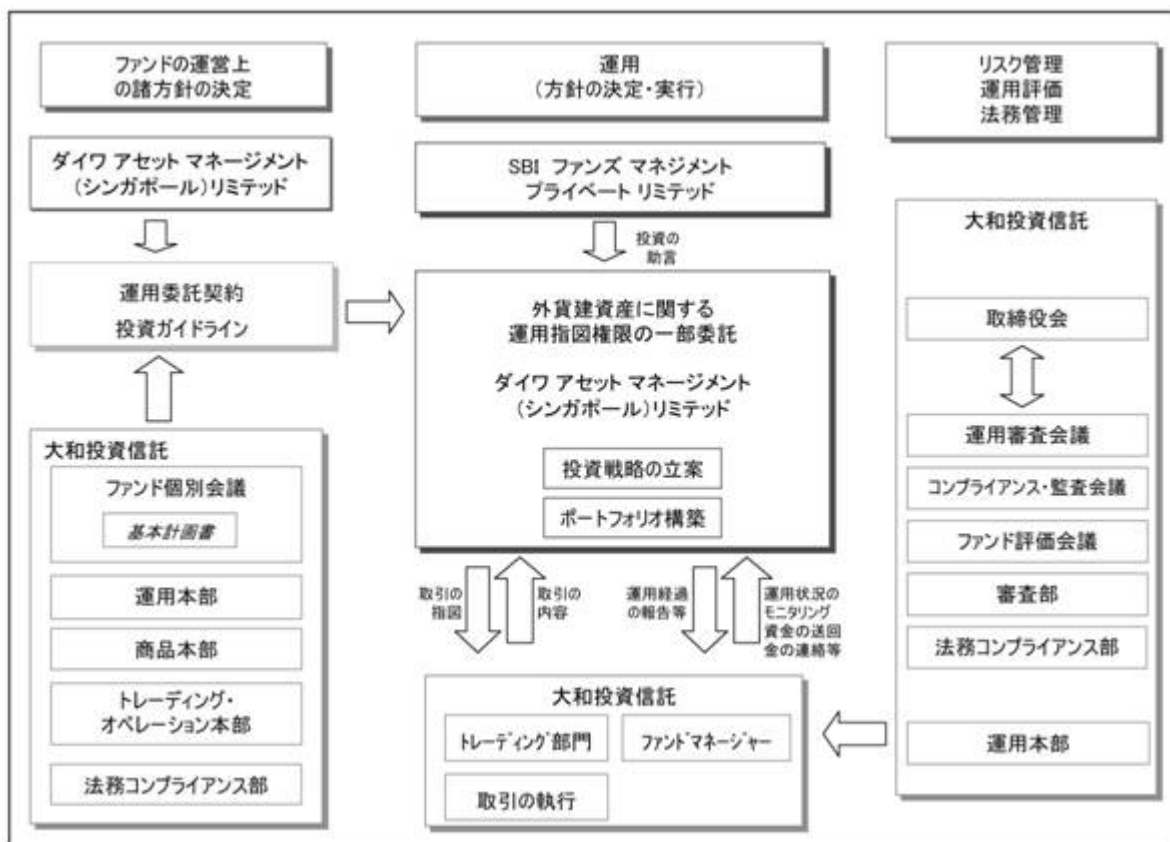 ファンドの運営上
の諸方針の決定
ダイワ アセット マネージメント
(シンガポール)リミテッド
運用委託契約
投資ガイドライン
大和投資信託
ファンド個別会議
基本計画書
運用本部
商品本部
トレーディング・
オペレーション本部
法務コンプライアンス部
運用
(方針の決定・実行)
SBI ファンズ マネジメント
プライベート リミテッド
投資の
助言
外貨建資産に関する
運用指図権限の一部委託
ダイワ アセット マネージメント
(シンガポール)リミテッド
投資戦略の立案
ポートフォリオ構築
取引の
指図
取引の
内容
運用経過
の報告等
運用状況の
モニタリング
資金の送回
金の連絡等
大和投資信託
トレーディング部門
ファンドマネージャー
取引の執行
リスク管理
運用評価
法務管理
大和投資信託
取締役会
運用審査会議
コンプライアンス・監査会議
ファンド評価会議
審査部
法務コンプライアンス部
運用本部